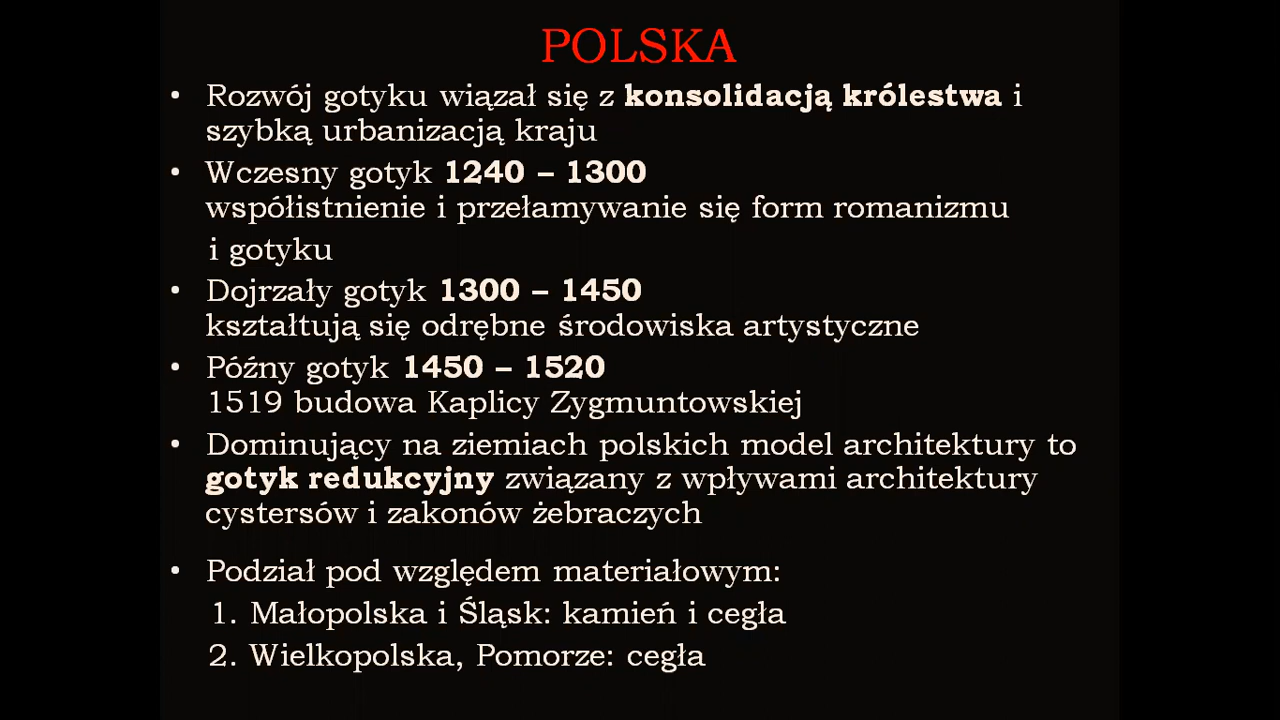 POLSKA
• Rozwój gotyku wiązał się z konsolidacją królestwa i
szybką urbanizacją kraju
• Wczesny gotyk 1240 – 1300
współistnienie i przełamywanie się form romanizmu
i gotyku
• Dojrzały gotyk 1300 – 1450
kształtują się odrębne środowiska artystyczne
• Późny gotyk 1450 – 1520
1519 budowa Kaplicy Zygmuntowskiej
• Dominujący na ziemiach polskich model architektury to
gotyk redukcyjny związany z wpływami architektury
cystersów i zakonów żebraczych
• Podział pod względem materiałowym:
1. Małopolska i Śląsk: kamień i cegła
2. Wielkopolska, Pomorze: cegła